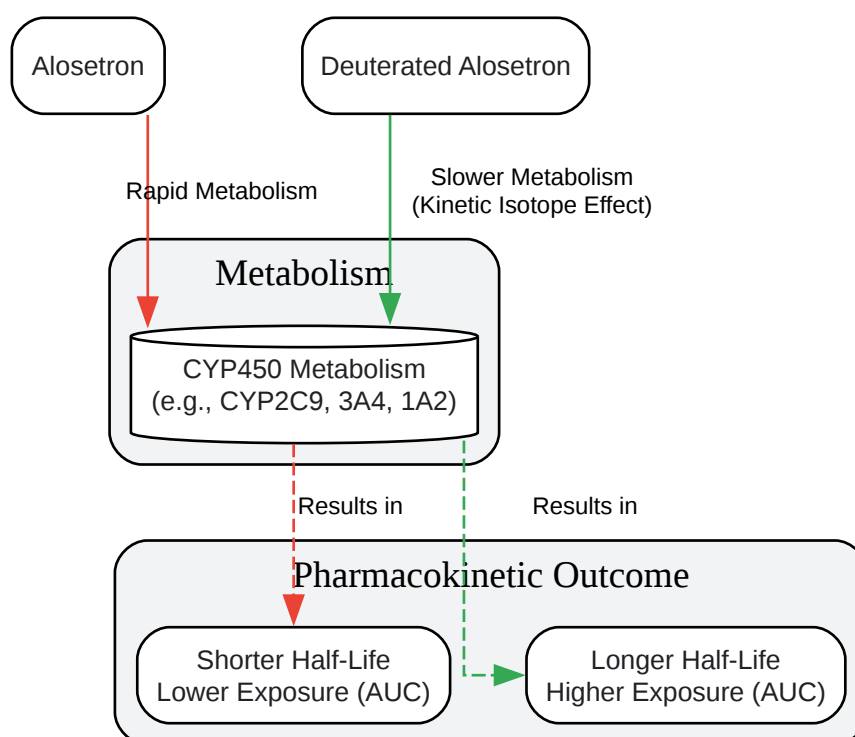 Alosetron
Deuterated Alosetron
Rapid Metabolism
Slower Metabolism
(Kinetic Isotope Effect)
Metabolism
CYP450 Metabolism
(e.g., CYP2C9, 3A4, 1A2)
Results in
Results in
Pharmacokinetic Outcome
Shorter Half-Life
Lower Exposure (AUC)
Longer Half-Life
Higher Exposure (AUC)